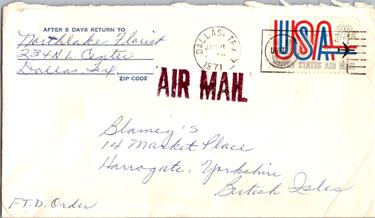 AFTER 5 DAYS RETURN TO
Northlake Florist
234 N.L. Center
Dallas, Tex
ZIP CODE
DALLAS, TEX
1971
USA
UNITED STATES AIR MAIL
AIR MAIL
Blamey's
14 Market Place
Harrogate, Yorkshire
British Isles
F.T.D. Order